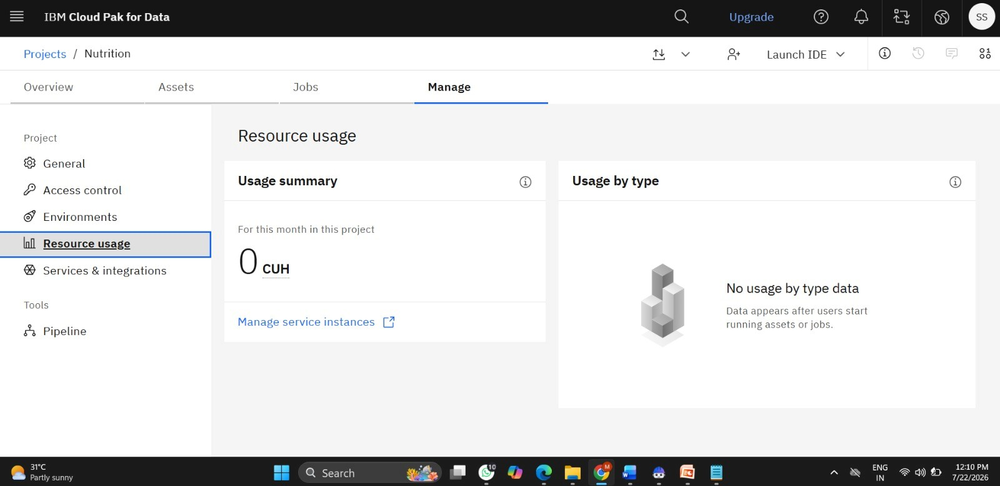 IBM Cloud Pak for Data
Upgrade
SS
Projects / Nutrition
Launch IDE
Overview
Assets
Jobs
Manage
Project
General
Access control
Environments
Resource usage
Services & integrations
Tools
Pipeline
Resource usage
Usage summary
For this month in this project
0 CUH
Manage service instances
Usage by type
No usage by type data
Data appears after users start
running assets or jobs.
31°C
Partly sunny
Search
10
M
ENG
IN
12:10 PM
7/22/2026